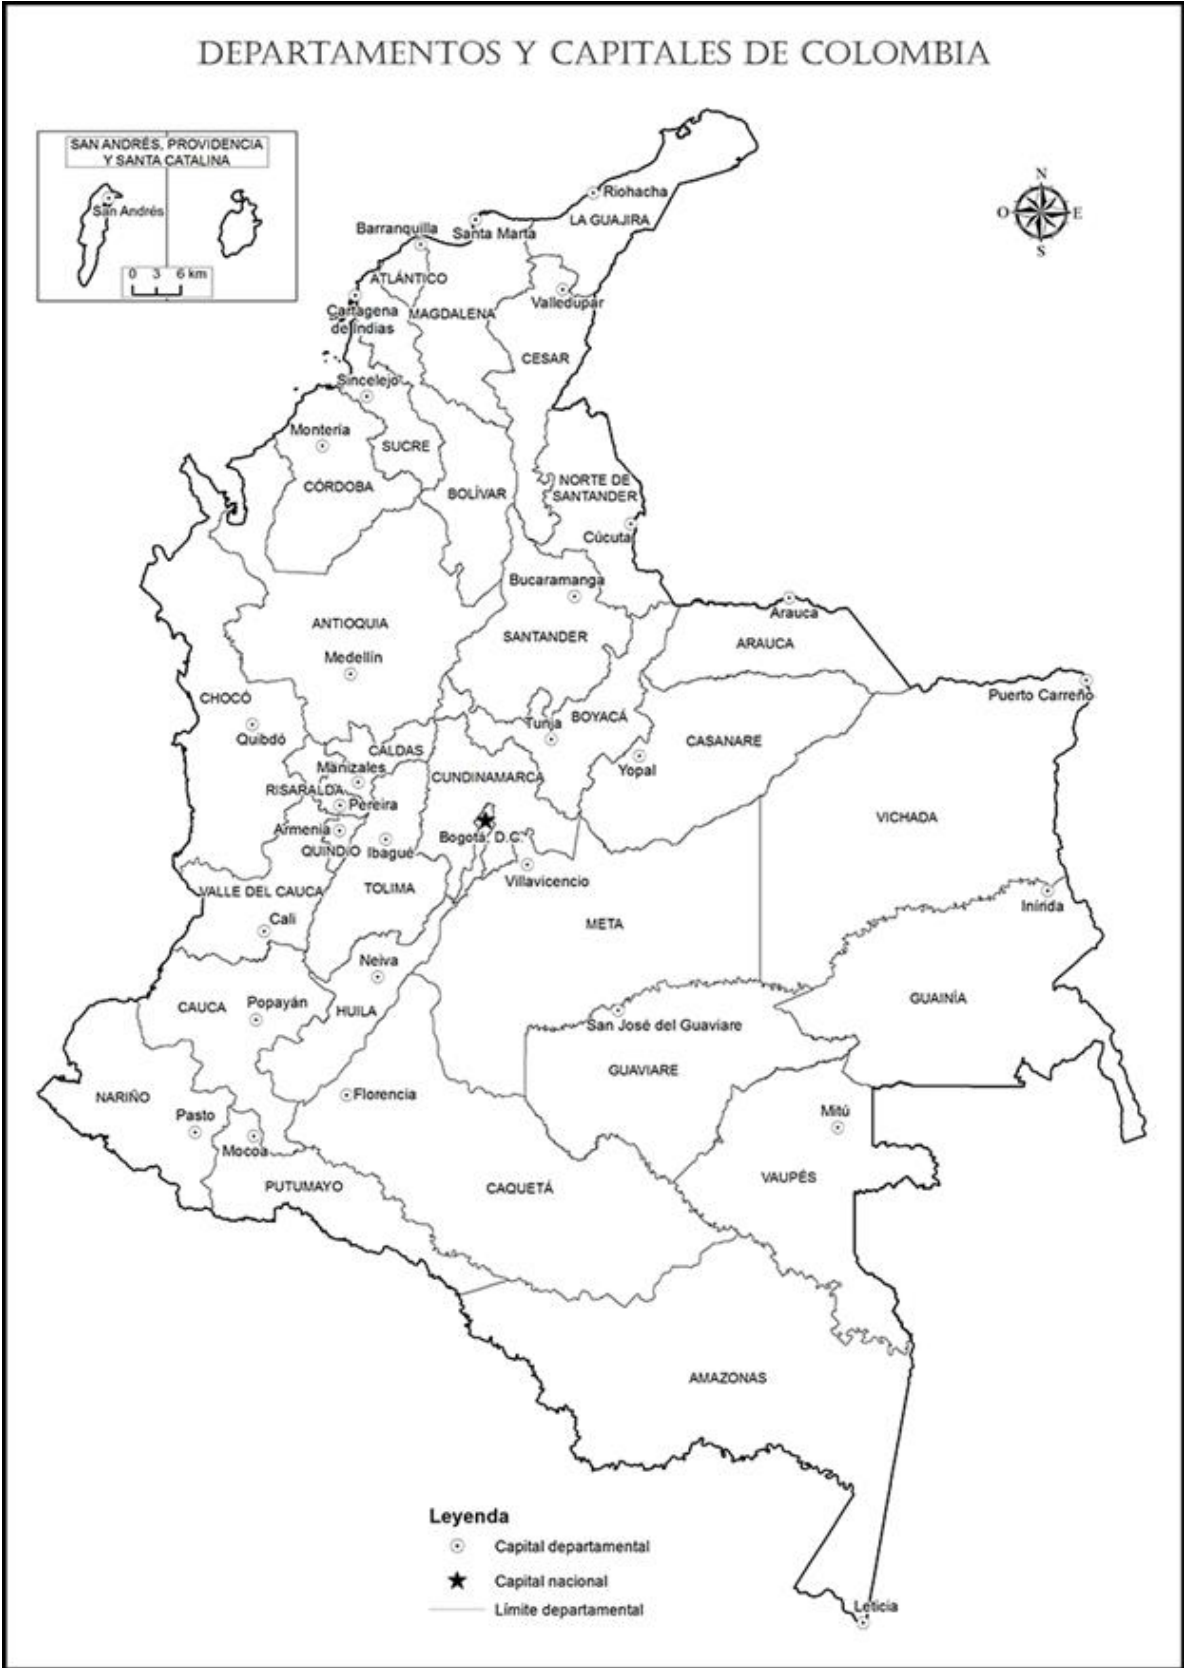 DEPARTAMENTOS Y CAPITALES DE COLOMBIA
SAN ANDRÉS, PROVIDENCIA
Y SANTA CATALINA
San Andrés
0 3 6 km
N
O E
S
Riohacha
LA GUAJIRA
Santa Marta
Barranquilla
ATLÁNTICO
Valledupar
Cartagena
de Indias
MAGDALENA
CESAR
Sincelejo
Montería
SUCRE
CÓRDOBA
BOLÍVAR
NORTE DE
SANTANDER
Cúcuta
Bucaramanga
Arauca
ANTIOQUIA
SANTANDER
ARAUCA
Medellín
CHOCÓ
Puerto Carreño
Quibdó
Tunja
BOYACÁ
CASANARE
CALDAS
Manizales
CUNDINAMARCA
Yopal
RISARALDA
Pereira
VICHADA
Armenia
Bogotá, D.C.
QUINDÍO
Ibagué
Villavicencio
VALLE DEL CAUCA
TOLIMA
Inírida
Cali
META
Neiva
GUAINÍA
CAUCA
Popayán
HUILA
San José del Guaviare
GUAVIARE
NARIÑO
Florencia
Pasto
Mitú
Mocoa
PUTUMAYO
CAQUETÁ
VAUPÉS
AMAZONAS
Leyenda
Capital departamental
Capital nacional
Límite departamental
Leticia